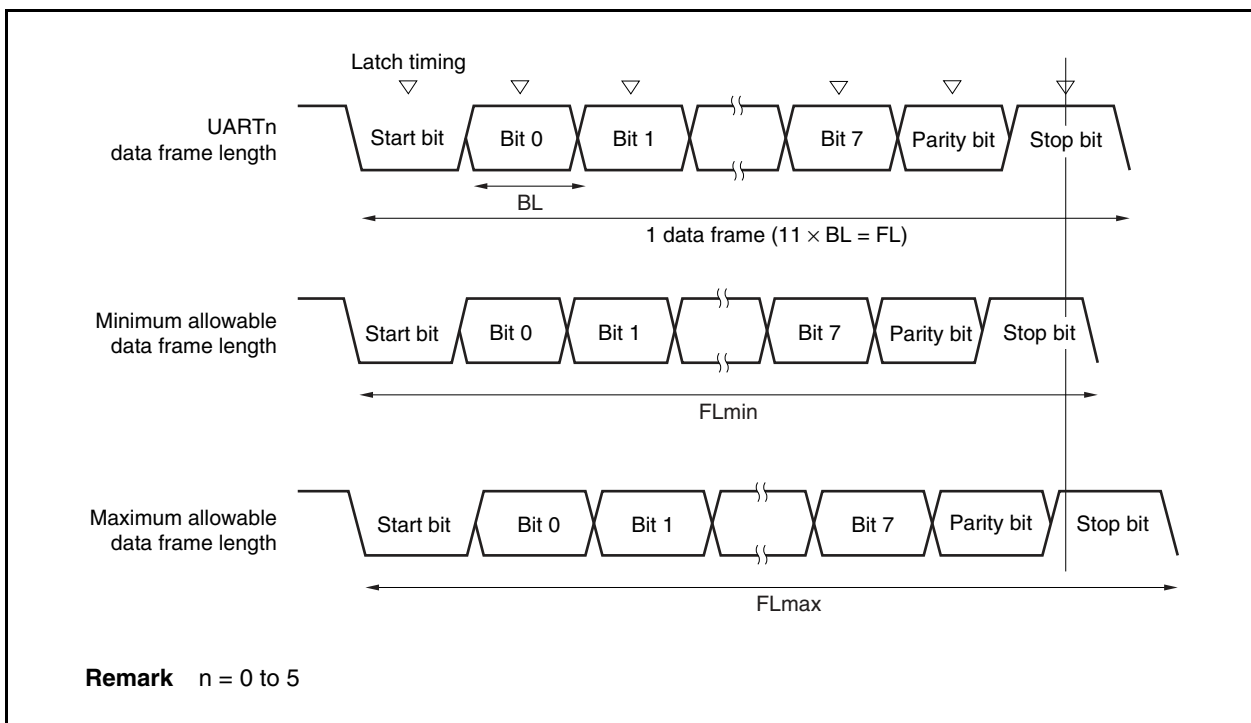 Latch timing
UARTn
data frame length
Start bit
Bit 0
Bit 1
Bit 7
Parity bit
Stop bit
BL
1 data frame (11 × BL = FL)
Minimum allowable
data frame length
Start bit
Bit 0
Bit 1
Bit 7
Parity bit
Stop bit
FLmin
Maximum allowable
data frame length
Start bit
Bit 0
Bit 1
Bit 7
Parity bit
Stop bit
FLmax
Remark n = 0 to 5